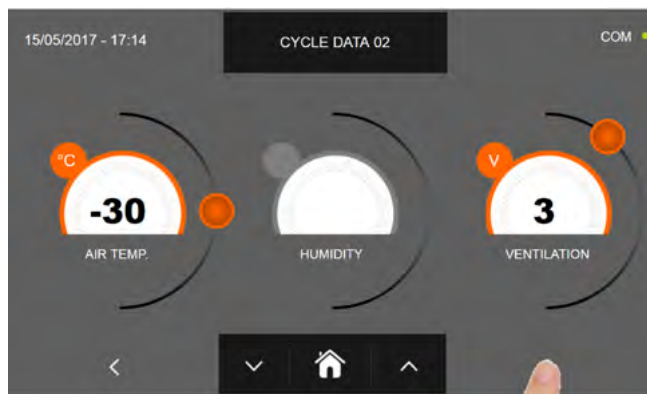 15/05/2017 - 17:14
CYCLE DATA 02
COM
°C
V
-30
3
AIR TEMP.
HUMIDITY
VENTILATION